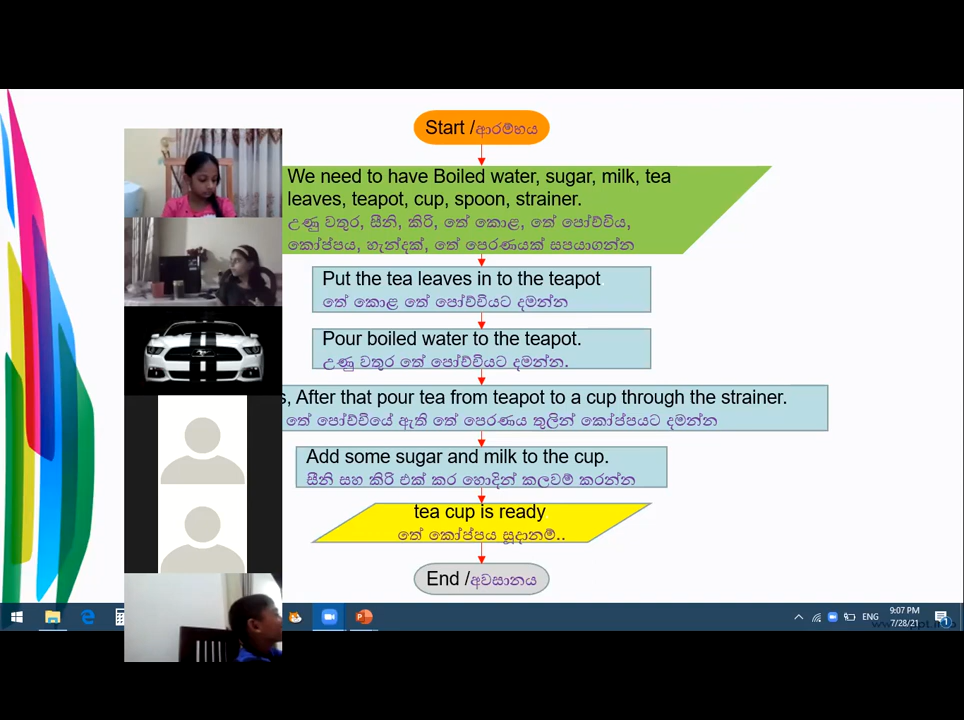 Start /ආරම්භය
We need to have Boiled water, sugar, milk, tea
leaves, teapot, cup, spoon, strainer.
උණු වතුර, සීනි, කිරි, තේ කොළ, තේ පෝච්චිය,
කෝප්පය, හැන්දක්, තේ පෙරණයක් සපයාගන්න
Put the tea leaves in to the teapot
තේ කොළ තේ පෝච්චියට දමන්න
Pour boiled water to the teapot.
උණු වතුර තේ පෝච්චියට දමන්න.
s, After that pour tea from teapot to a cup through the strainer.
තේ පෝච්චියේ ඇති තේ පෙරණය තුලින් කෝප්පයට දමන්න
Add some sugar and milk to the cup.
සීනි සහ කිරි එක් කර හොදින් කලවම් කරන්න
tea cup is ready
තේ කෝප්පය සූදානම්..
End /අවසානය
ENG
9:07 PM
7/28/21
1